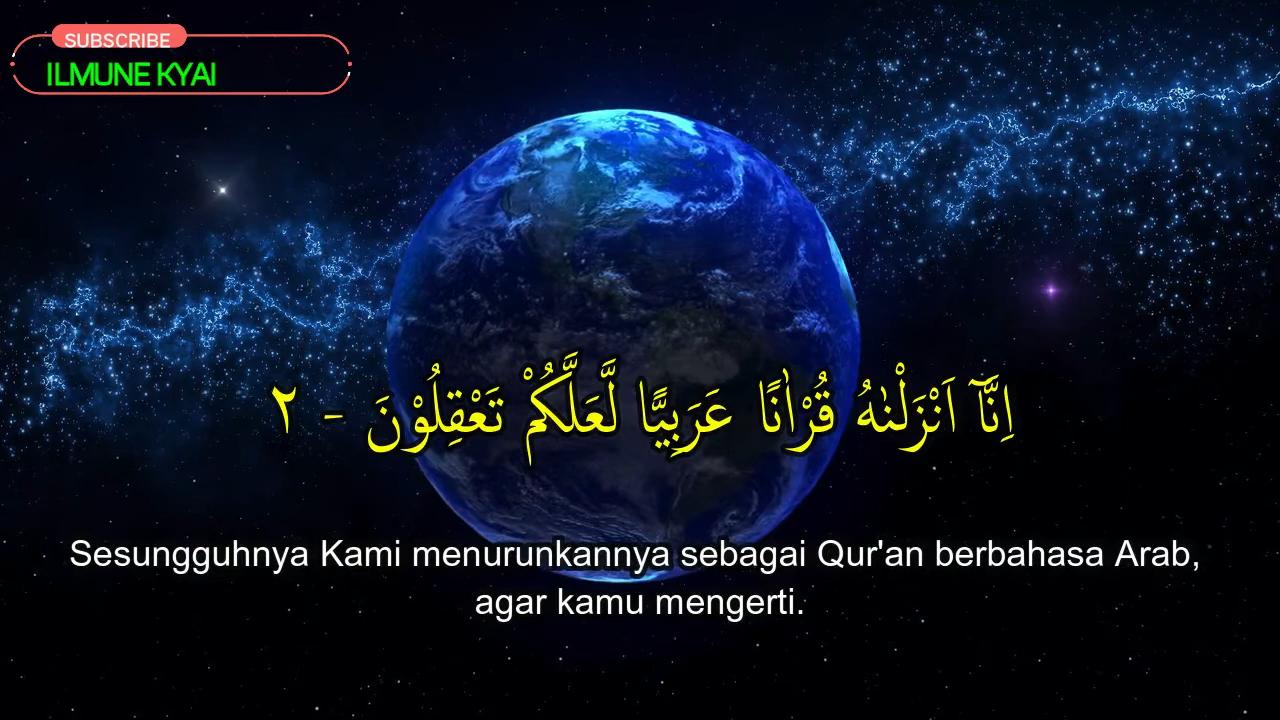 SUBSCRIBE
ILMUNE KYAI
اِنَّآ اَنْزَلْنٰهُ قُرْاٰنًا عَرَبِيًّا لَّعَلَّكُمْ تَعْقِلُوْنَ - ٢
Sesungguhnya Kami menurunkannya sebagai Qur'an berbahasa Arab,
agar kamu mengerti.